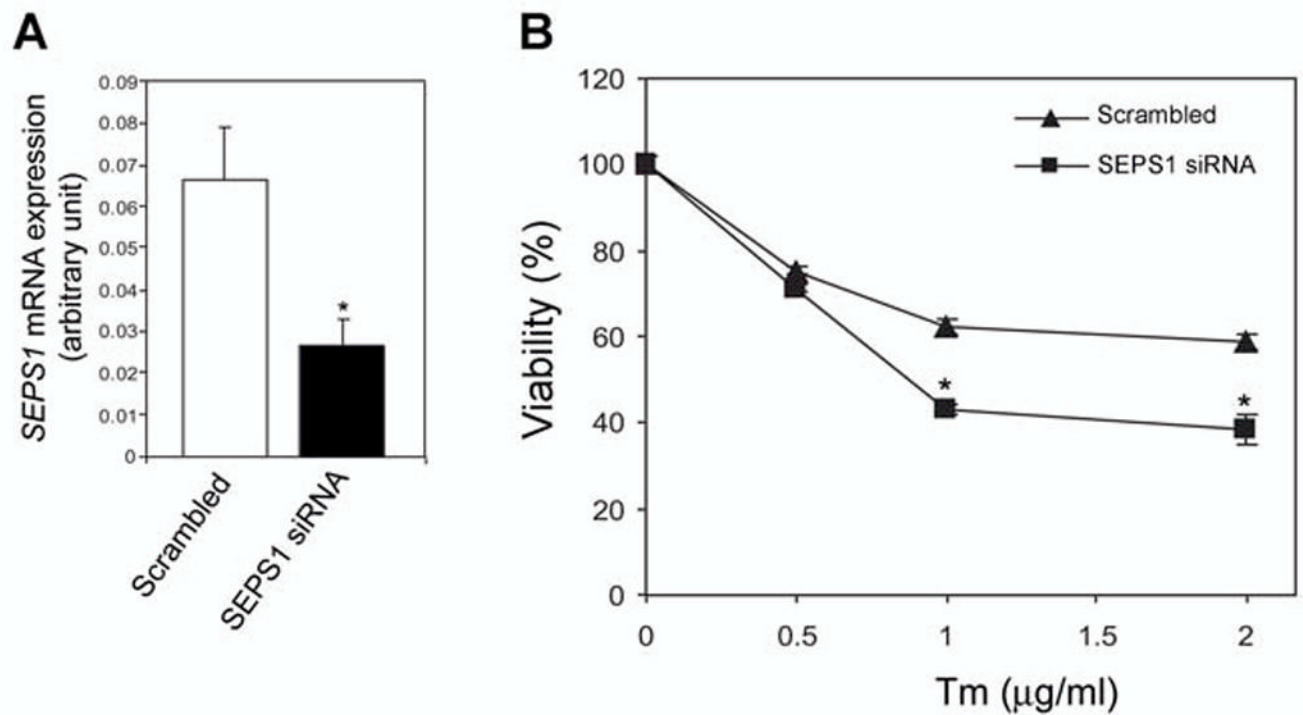 A
SEPS1 mRNA expression
(arbitrary unit)
0.09
0.08
0.07
0.06
0.05
0.04
0.03
0.02
0.01
0
*
Scrambled
SEPS1 siRNA
B
Viability (%)
120
100
80
60
40
20
0
Scrambled
SEPS1 siRNA
*
*
0 0.5 1 1.5 2
Tm (μg/ml)